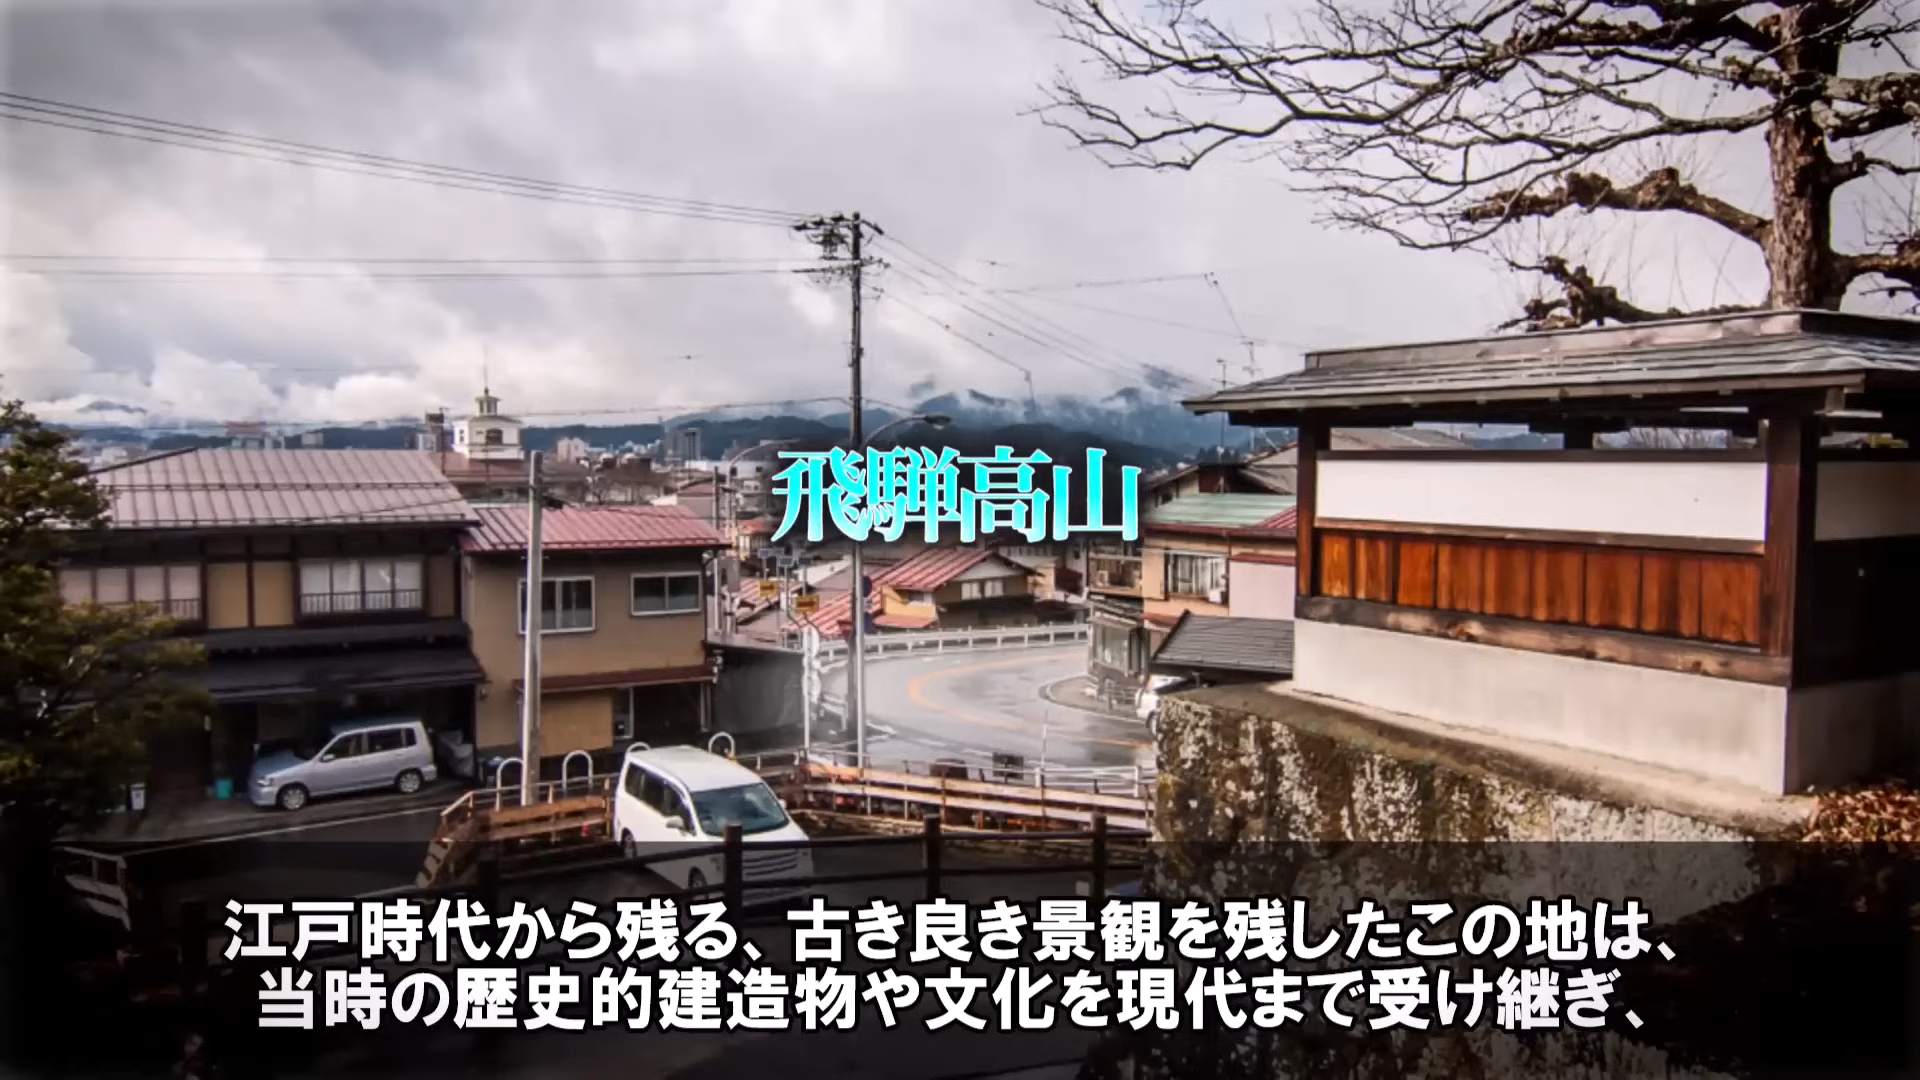 飛騨高山
江戸時代から残る、古き良き景観を残したこの地は、
当時の歴史的建造物や文化を現代まで受け継ぎ、